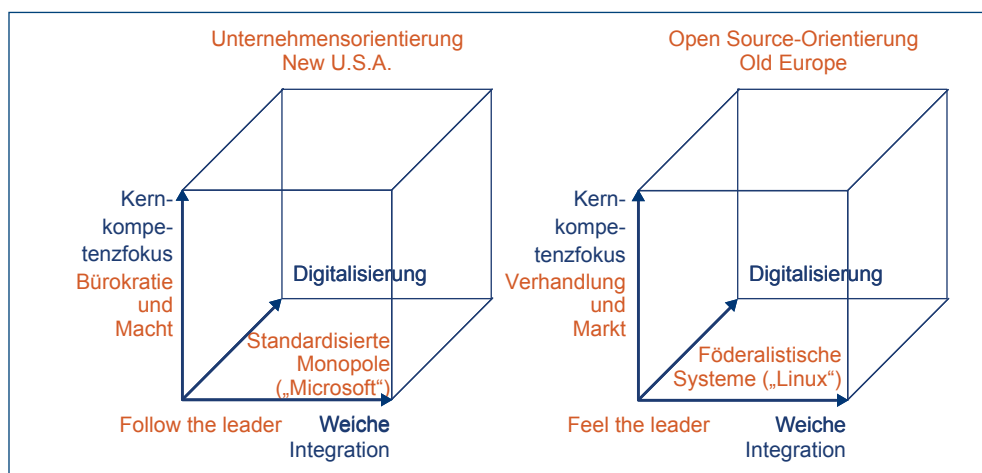 Unternehmensorientierung
New U.S.A.
Kern-
kompe-
tenzfokus
Bürokratie
und
Macht
Digitalisierung
Standardisierte
Monopole
(„Microsoft“)
Follow the leader
Weiche
Integration
Open Source-Orientierung
Old Europe
Kern-
kompe-
tenzfokus
Verhandlung
und
Markt
Digitalisierung
Föderalistische
Systeme („Linux“)
Feel the leader
Weiche
Integration